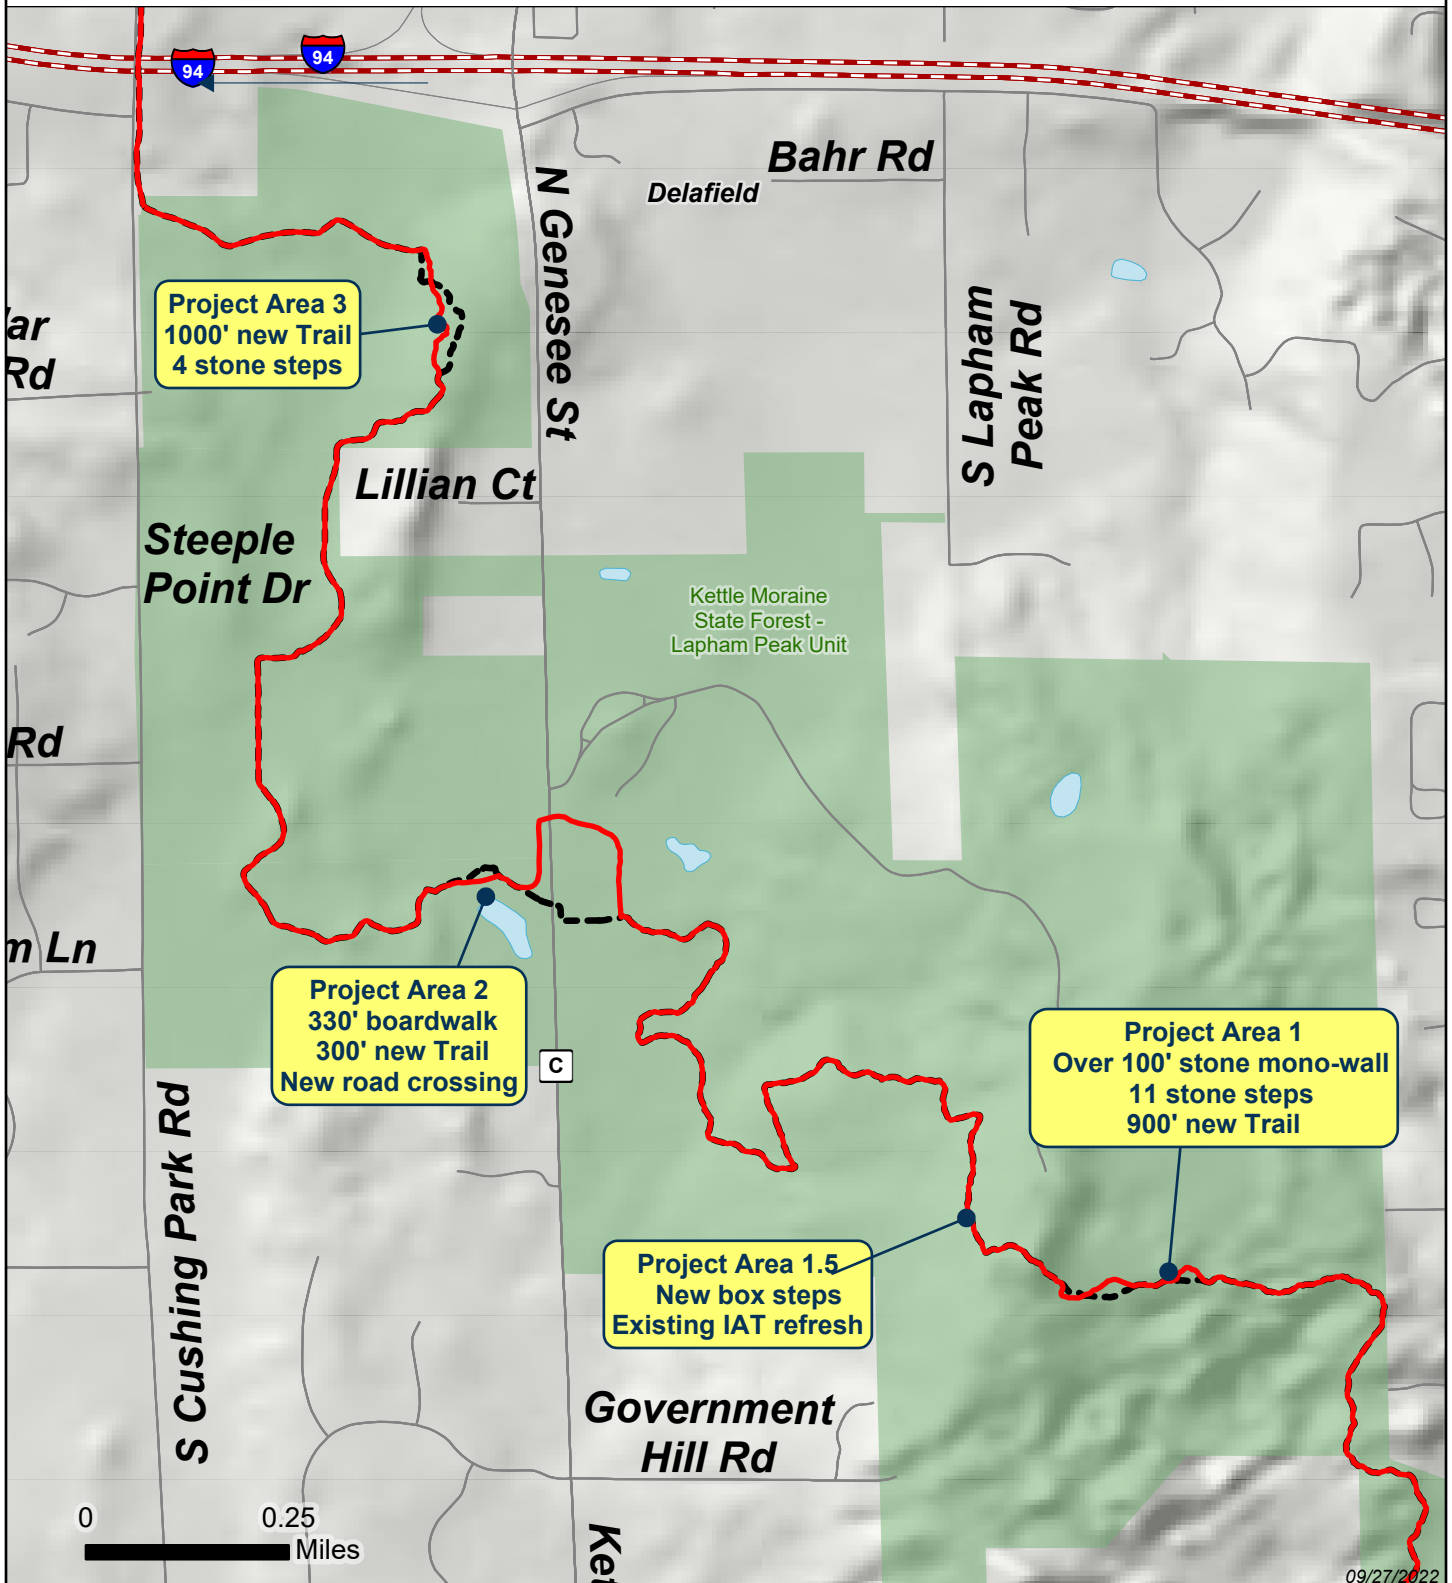 94
94
Bahr Rd
Delafield
N Genesee St
S Lapham
Peak Rd
Project Area 3
1000' new Trail
4 stone steps
lar
Rd
Lillian Ct
Steeple
Point Dr
Kettle Moraine
State Forest -
Lapham Peak Unit
Rd
m Ln
Project Area 2
330' boardwalk
300' new Trail
New road crossing
C
Project Area 1
Over 100' stone mono-wall
11 stone steps
900' new Trail
S Cushing Park Rd
Project Area 1.5
New box steps
Existing IAT refresh
Government
Hill Rd
0 0.25
Miles
Ket
09/27/2022